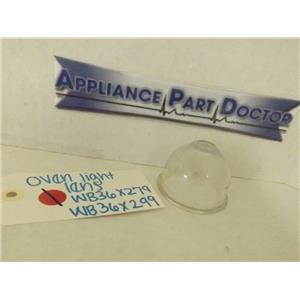 APPLIANCE PART DOCTOR
Oven light
lens
WB36X279
WB36X299